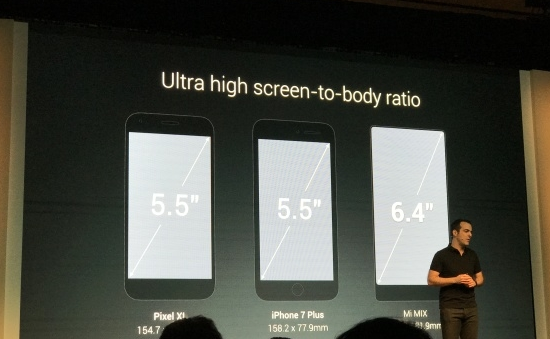 Ultra high screen-to-body ratio
5.5"
5.5"
6.4"
Pixel XL
iPhone 7 Plus
Mi MIX
154.7
158.2 x 77.9mm